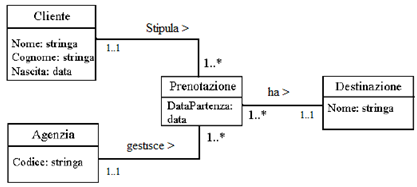 Cliente
Nome: stringa
Cognome: stringa
Nascita: data
1..1
Stipula >
1..*
Prenotazione
DataPartenza:
data
1..*
ha >
1..*
1..1
Destinazione
Nome: stringa
Agenzia
Codice: stringa
1..1
gestisce >